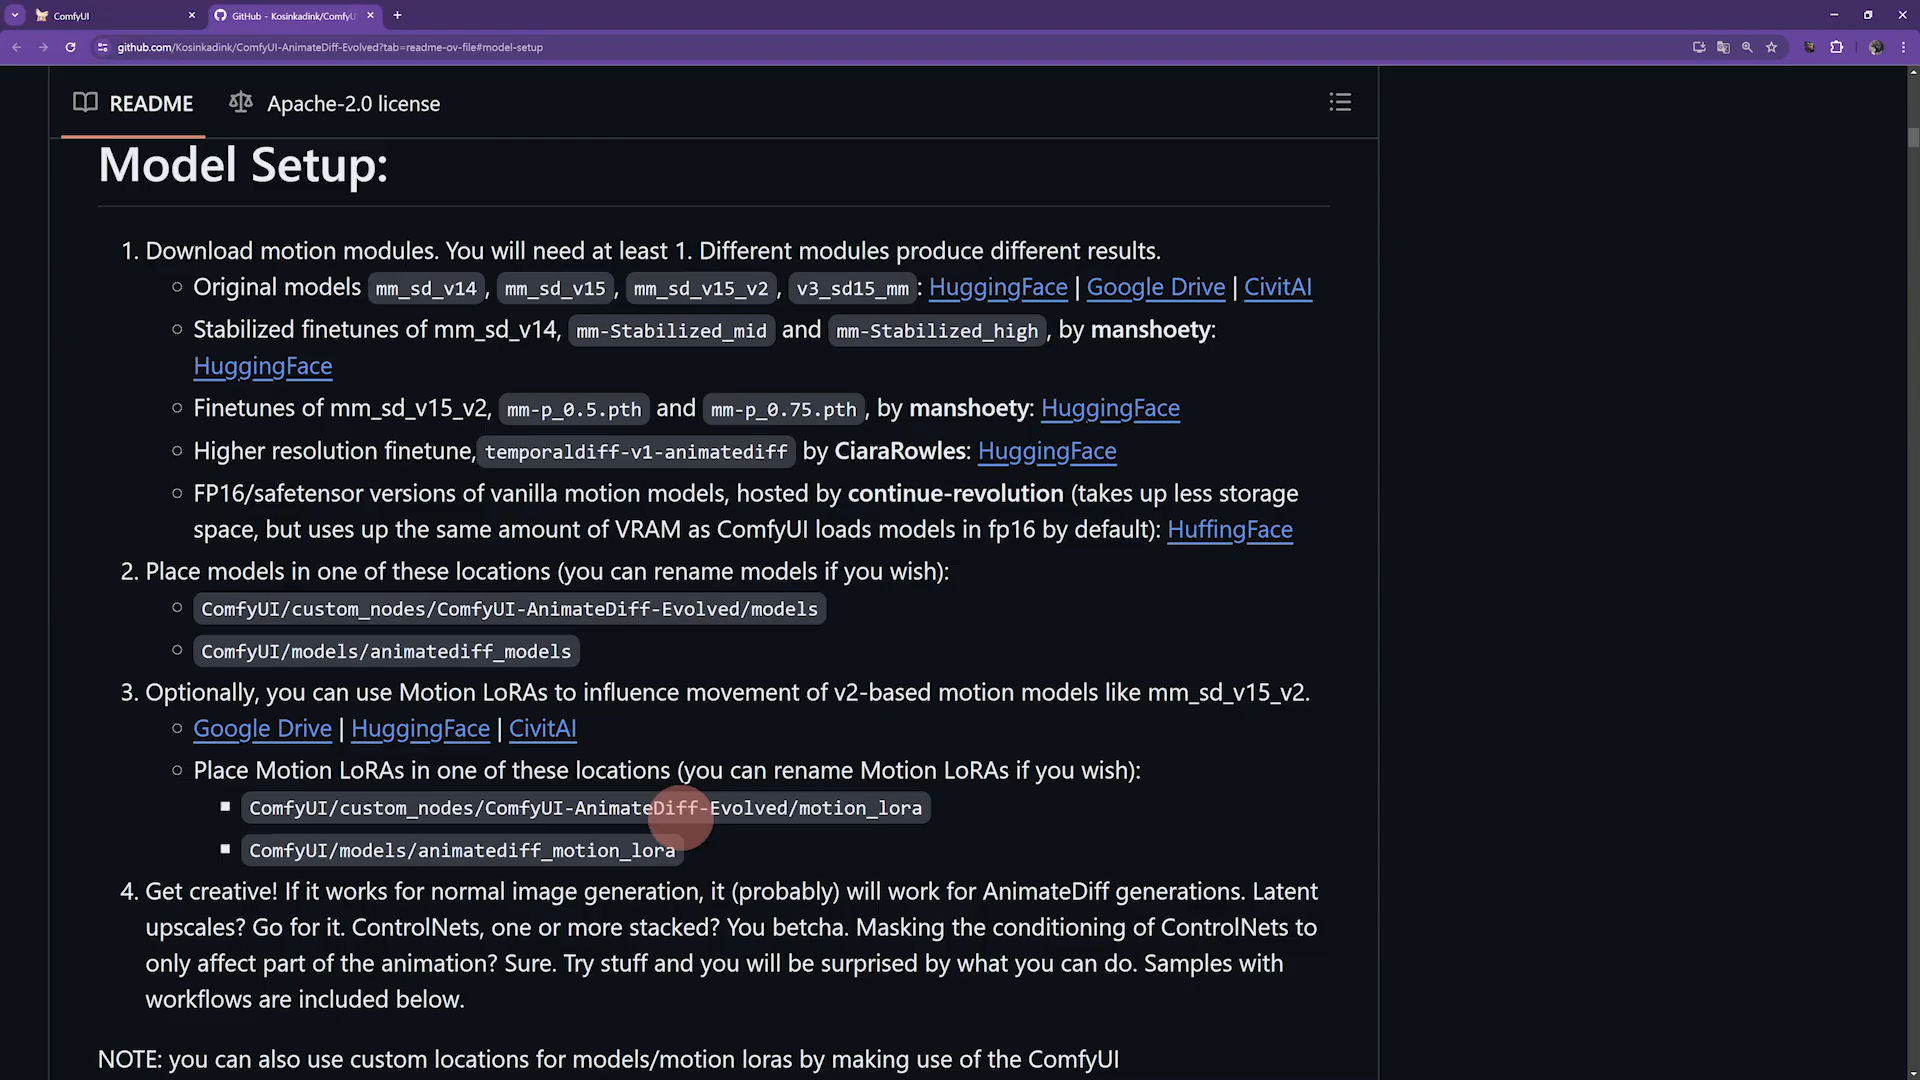 ComfyUI
GitHub - Kosinkadink/ComfyU
github.com/Kosinkadink/ComfyUI-AnimateDiff-Evolved?tab=readme-ov-file#model-setup
README
Apache-2.0 license
Model Setup:
1. Download motion modules. You will need at least 1. Different modules produce different results.
○ Original models mm_sd_v14, mm_sd_v15, mm_sd_v15_v2, v3_sd15_mm: HuggingFace | Google Drive | CivitAI
○ Stabilized finetunes of mm_sd_v14, mm-Stabilized_mid and mm-Stabilized_high, by manshoety:
HuggingFace
○ Finetunes of mm_sd_v15_v2, mm-p_0.5.pth and mm-p_0.75.pth, by manshoety: HuggingFace
○ Higher resolution finetune, temporaldiff-v1-animatediff by CiaraRowles: HuggingFace
○ FP16/safetensor versions of vanilla motion models, hosted by continue-revolution (takes up less storage
space, but uses up the same amount of VRAM as ComfyUI loads models in fp16 by default): HuffingFace
2. Place models in one of these locations (you can rename models if you wish):
○ ComfyUI/custom_nodes/ComfyUI-AnimateDiff-Evolved/models
○ ComfyUI/models/animatediff_models
3. Optionally, you can use Motion LoRAs to influence movement of v2-based motion models like mm_sd_v15_v2.
○ Google Drive | HuggingFace | CivitAI
○ Place Motion LoRAs in one of these locations (you can rename Motion LoRAs if you wish):
▪ ComfyUI/custom_nodes/ComfyUI-AnimateDiff-Evolved/motion_lora
▪ ComfyUI/models/animatediff_motion_lora
4. Get creative! If it works for normal image generation, it (probably) will work for AnimateDiff generations. Latent
upscales? Go for it. ControlNets, one or more stacked? You betcha. Masking the conditioning of ControlNets to
only affect part of the animation? Sure. Try stuff and you will be surprised by what you can do. Samples with
workflows are included below.
NOTE: you can also use custom locations for models/motion loras by making use of the ComfyUI